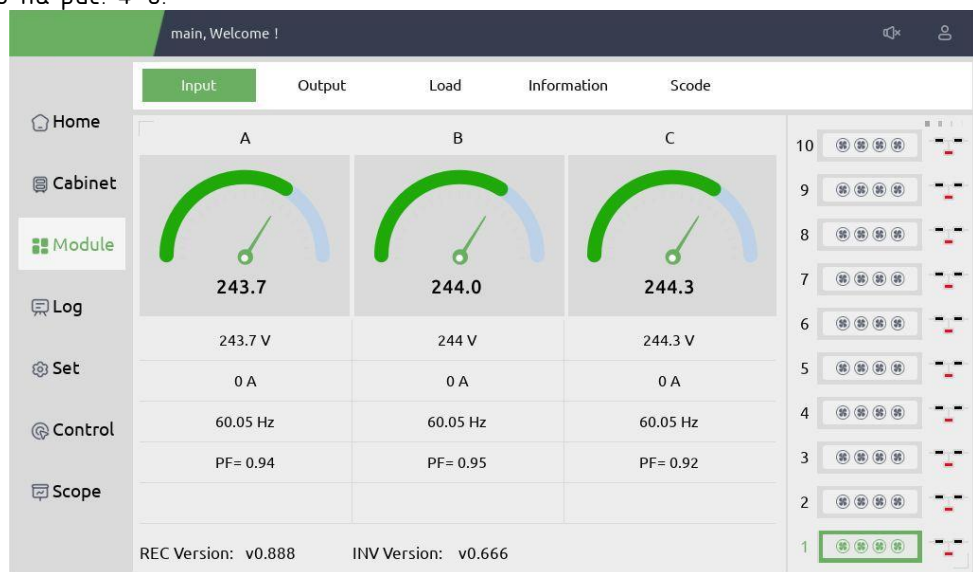 main, Welcome !
Input Output Load Information Scode
Home
Cabinet
Module
Log
Set
Control
Scope
A B C
243.7 244.0 244.3
243.7 V 244 V 244.3 V
0 A 0 A 0 A
60.05 Hz 60.05 Hz 60.05 Hz
PF= 0.94 PF= 0.95 PF= 0.92
REC Version: v0.888 INV Version: v0.666
10
9
8
7
6
5
4
3
2
1